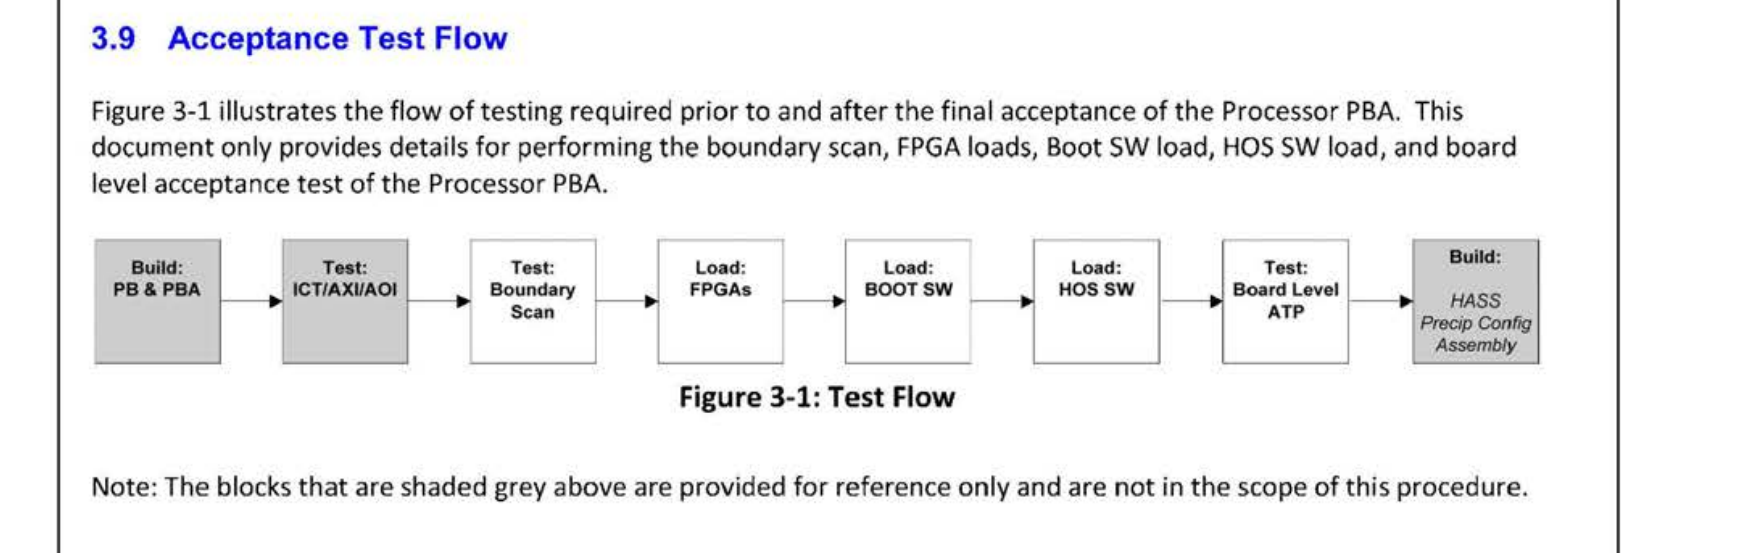 3.9 Acceptance Test Flow
Figure 3-1 illustrates the flow of testing required prior to and after the final acceptance of the Processor PBA. This
document only provides details for performing the boundary scan, FPGA loads, Boot SW load, HOS SW load, and board
level acceptance test of the Processor PBA.
Build:
PB & PBA
Test:
ICT/AXI/AOI
Test:
Boundary
Scan
Load:
FPGAs
Load:
BOOT SW
Load:
HOS SW
Test:
Board Level
ATP
Build:
HASS
Precip Config
Assembly
Figure 3-1: Test Flow
Note: The blocks that are shaded grey above are provided for reference only and are not in the scope of this procedure.